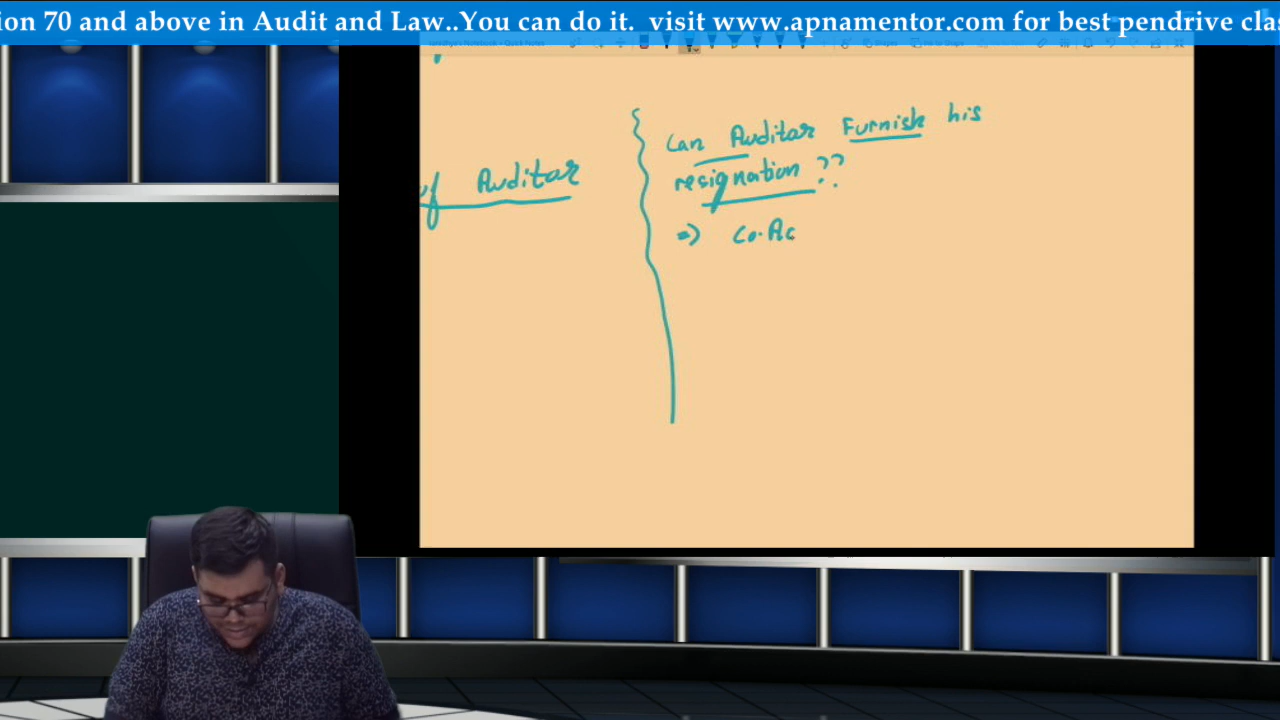 ion 70 and above in Audit and Law..You can do it. visit www.apnamentor.com for best pendrive clas
of Auditor
Can Auditor Furnish his
resignation ??
=> Co. Ac